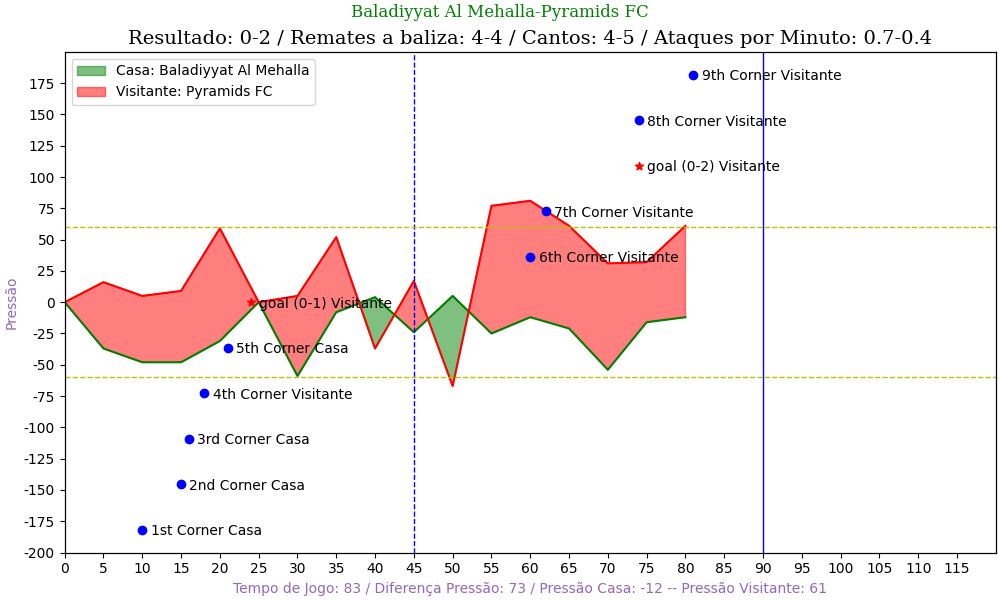 Baladiyyat Al Mehalla-Pyramids FC
Resultado: 0-2 / Remates a baliza: 4-4 / Cantos: 4-5 / Ataques por Minuto: 0.7-0.4
Casa: Baladiyyat Al Mehalla
Visitante: Pyramids FC
9th Corner Visitante
8th Corner Visitante
goal (0-2) Visitante
7th Corner Visitante
6th Corner Visitante
goal (0-1) Visitante
5th Corner Casa
4th Corner Visitante
3rd Corner Casa
2nd Corner Casa
1st Corner Casa
Pressão
175
150
125
100
75
50
25
0
-25
-50
-75
-100
-125
-150
-175
-200
0 5 10 15 20 25 30 35 40 45 50 55 60 65 70 75 80 85 90 95 100 105 110 115
Tempo de Jogo: 83 / Diferença Pressão: 73 / Pressão Casa: -12 -- Pressão Visitante: 61